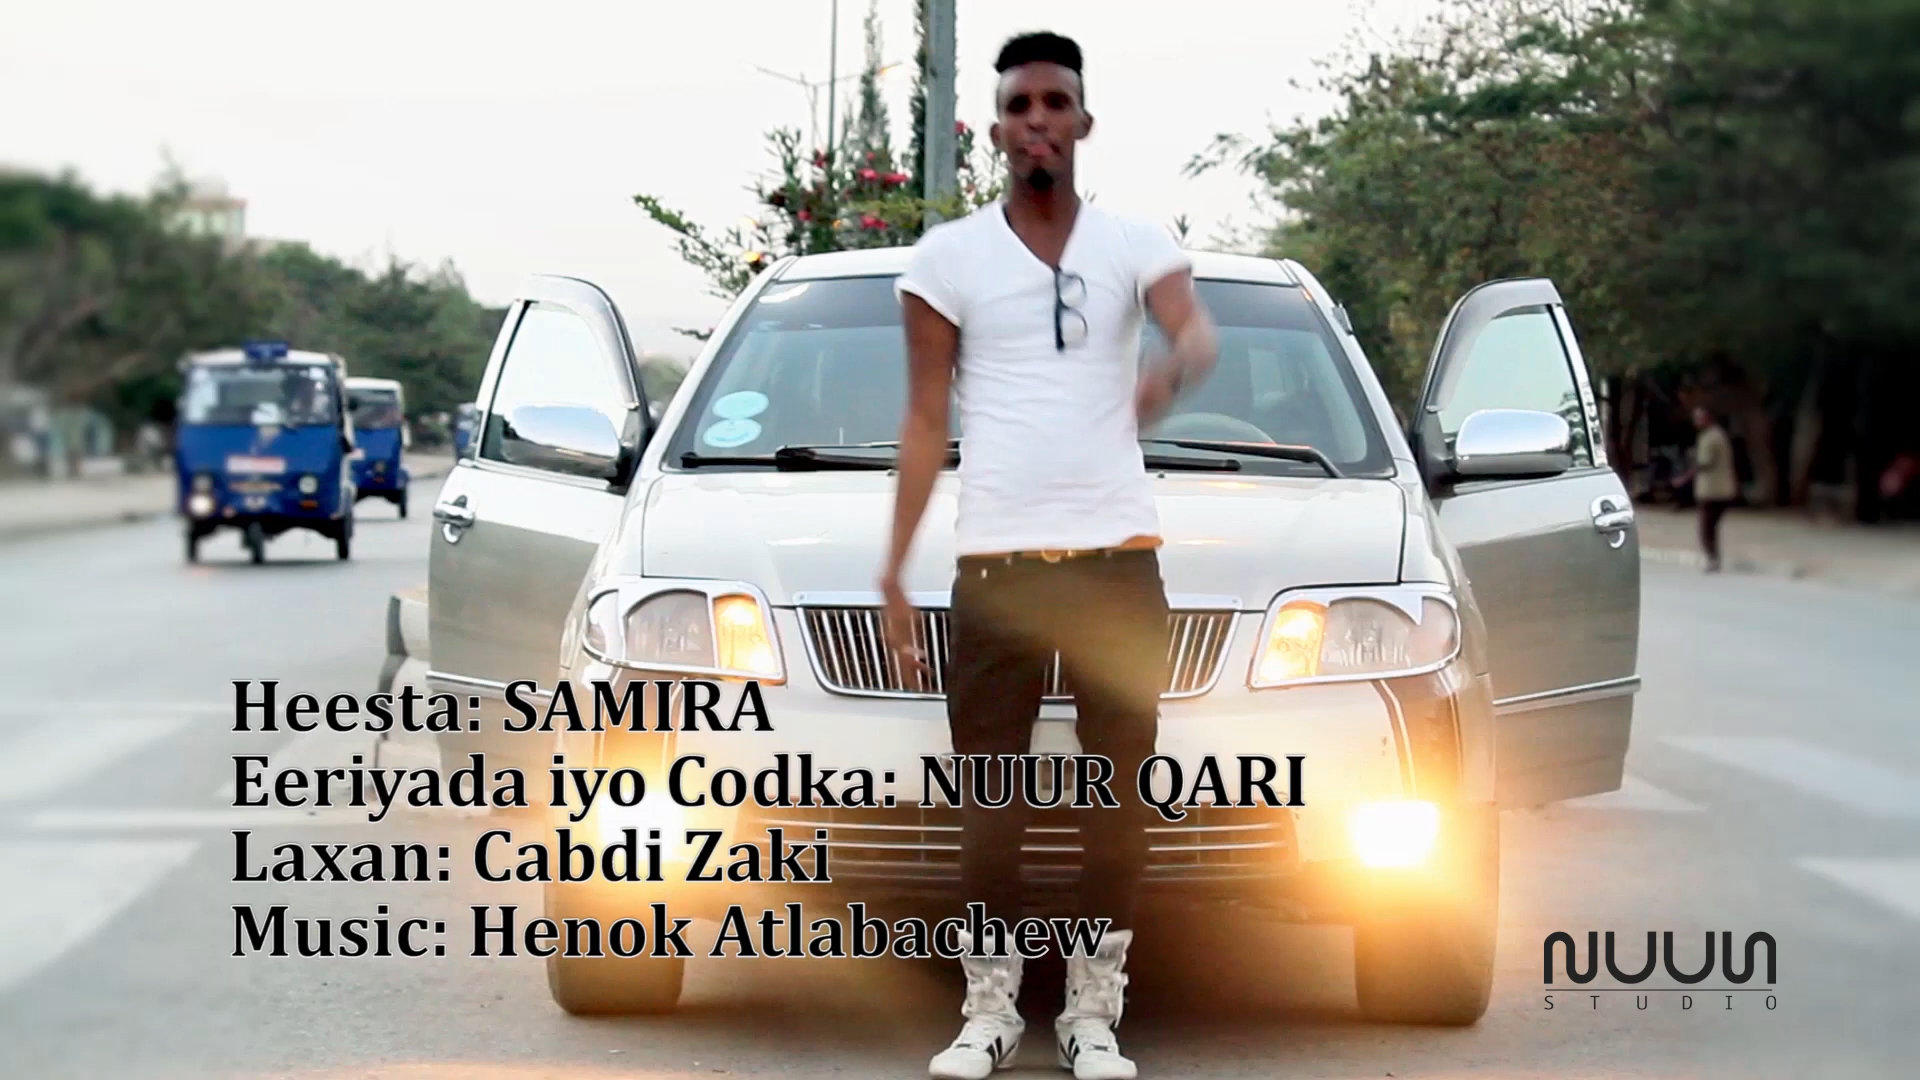 Heesta: SAMIRA
Eeriyada iyo Codka: NUUR QARI
Laxan: Cabdi Zaki
Music: Henok Atlabachew
NUUN
STUDIO